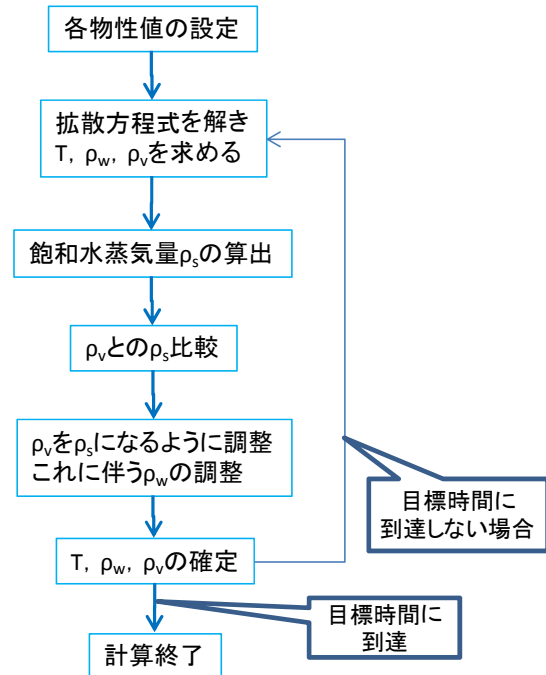 各物性値の設定
拡散方程式を解き
T, ρw, ρvを求める
飽和水蒸気量ρsの算出
ρvとのρs比較
ρvをρsになるように調整
これに伴うρwの調整
目標時間に
到達しない場合
T, ρw, ρvの確定
目標時間に
到達
計算終了